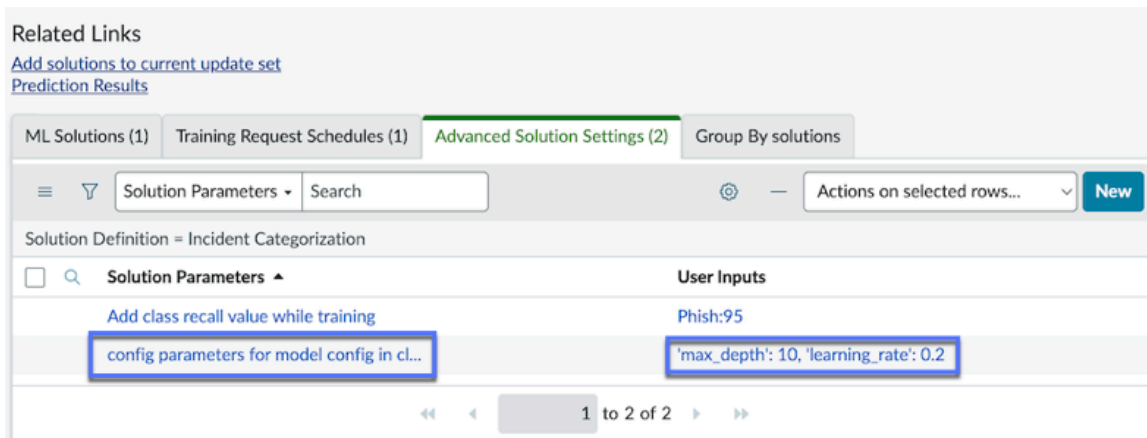 Related Links
Add solutions to current update set
Prediction Results
ML Solutions (1) Training Request Schedules (1) Advanced Solution Settings (2) Group By solutions
Solution Parameters Search Actions on selected rows... New
Solution Definition = Incident Categorization
Solution Parameters User Inputs
Add class recall value while training Phish:95
config parameters for model config in cl... 'max_depth': 10, 'learning_rate': 0.2
1 to 2 of 2